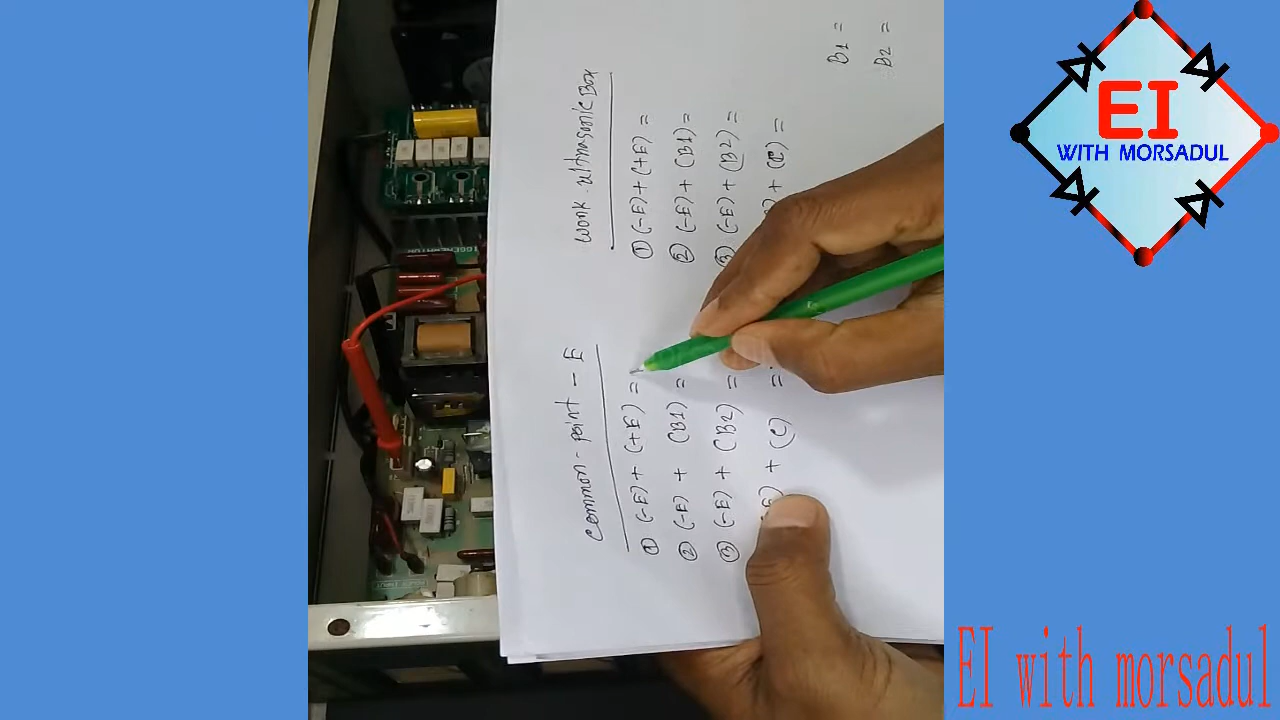 EI
WITH MORSADUL
Common-point - E
① (-E) + (+E) =
② (-E) + (B1) =
③ (-E) + (B2) =
+ (C) =
work-ultrasonic Box
① (-E) + (+E) =
② (-E) + (B1) =
③ (-E) + (B2) =
+ (C) =
B1 =
B2 =
EI with morsadul